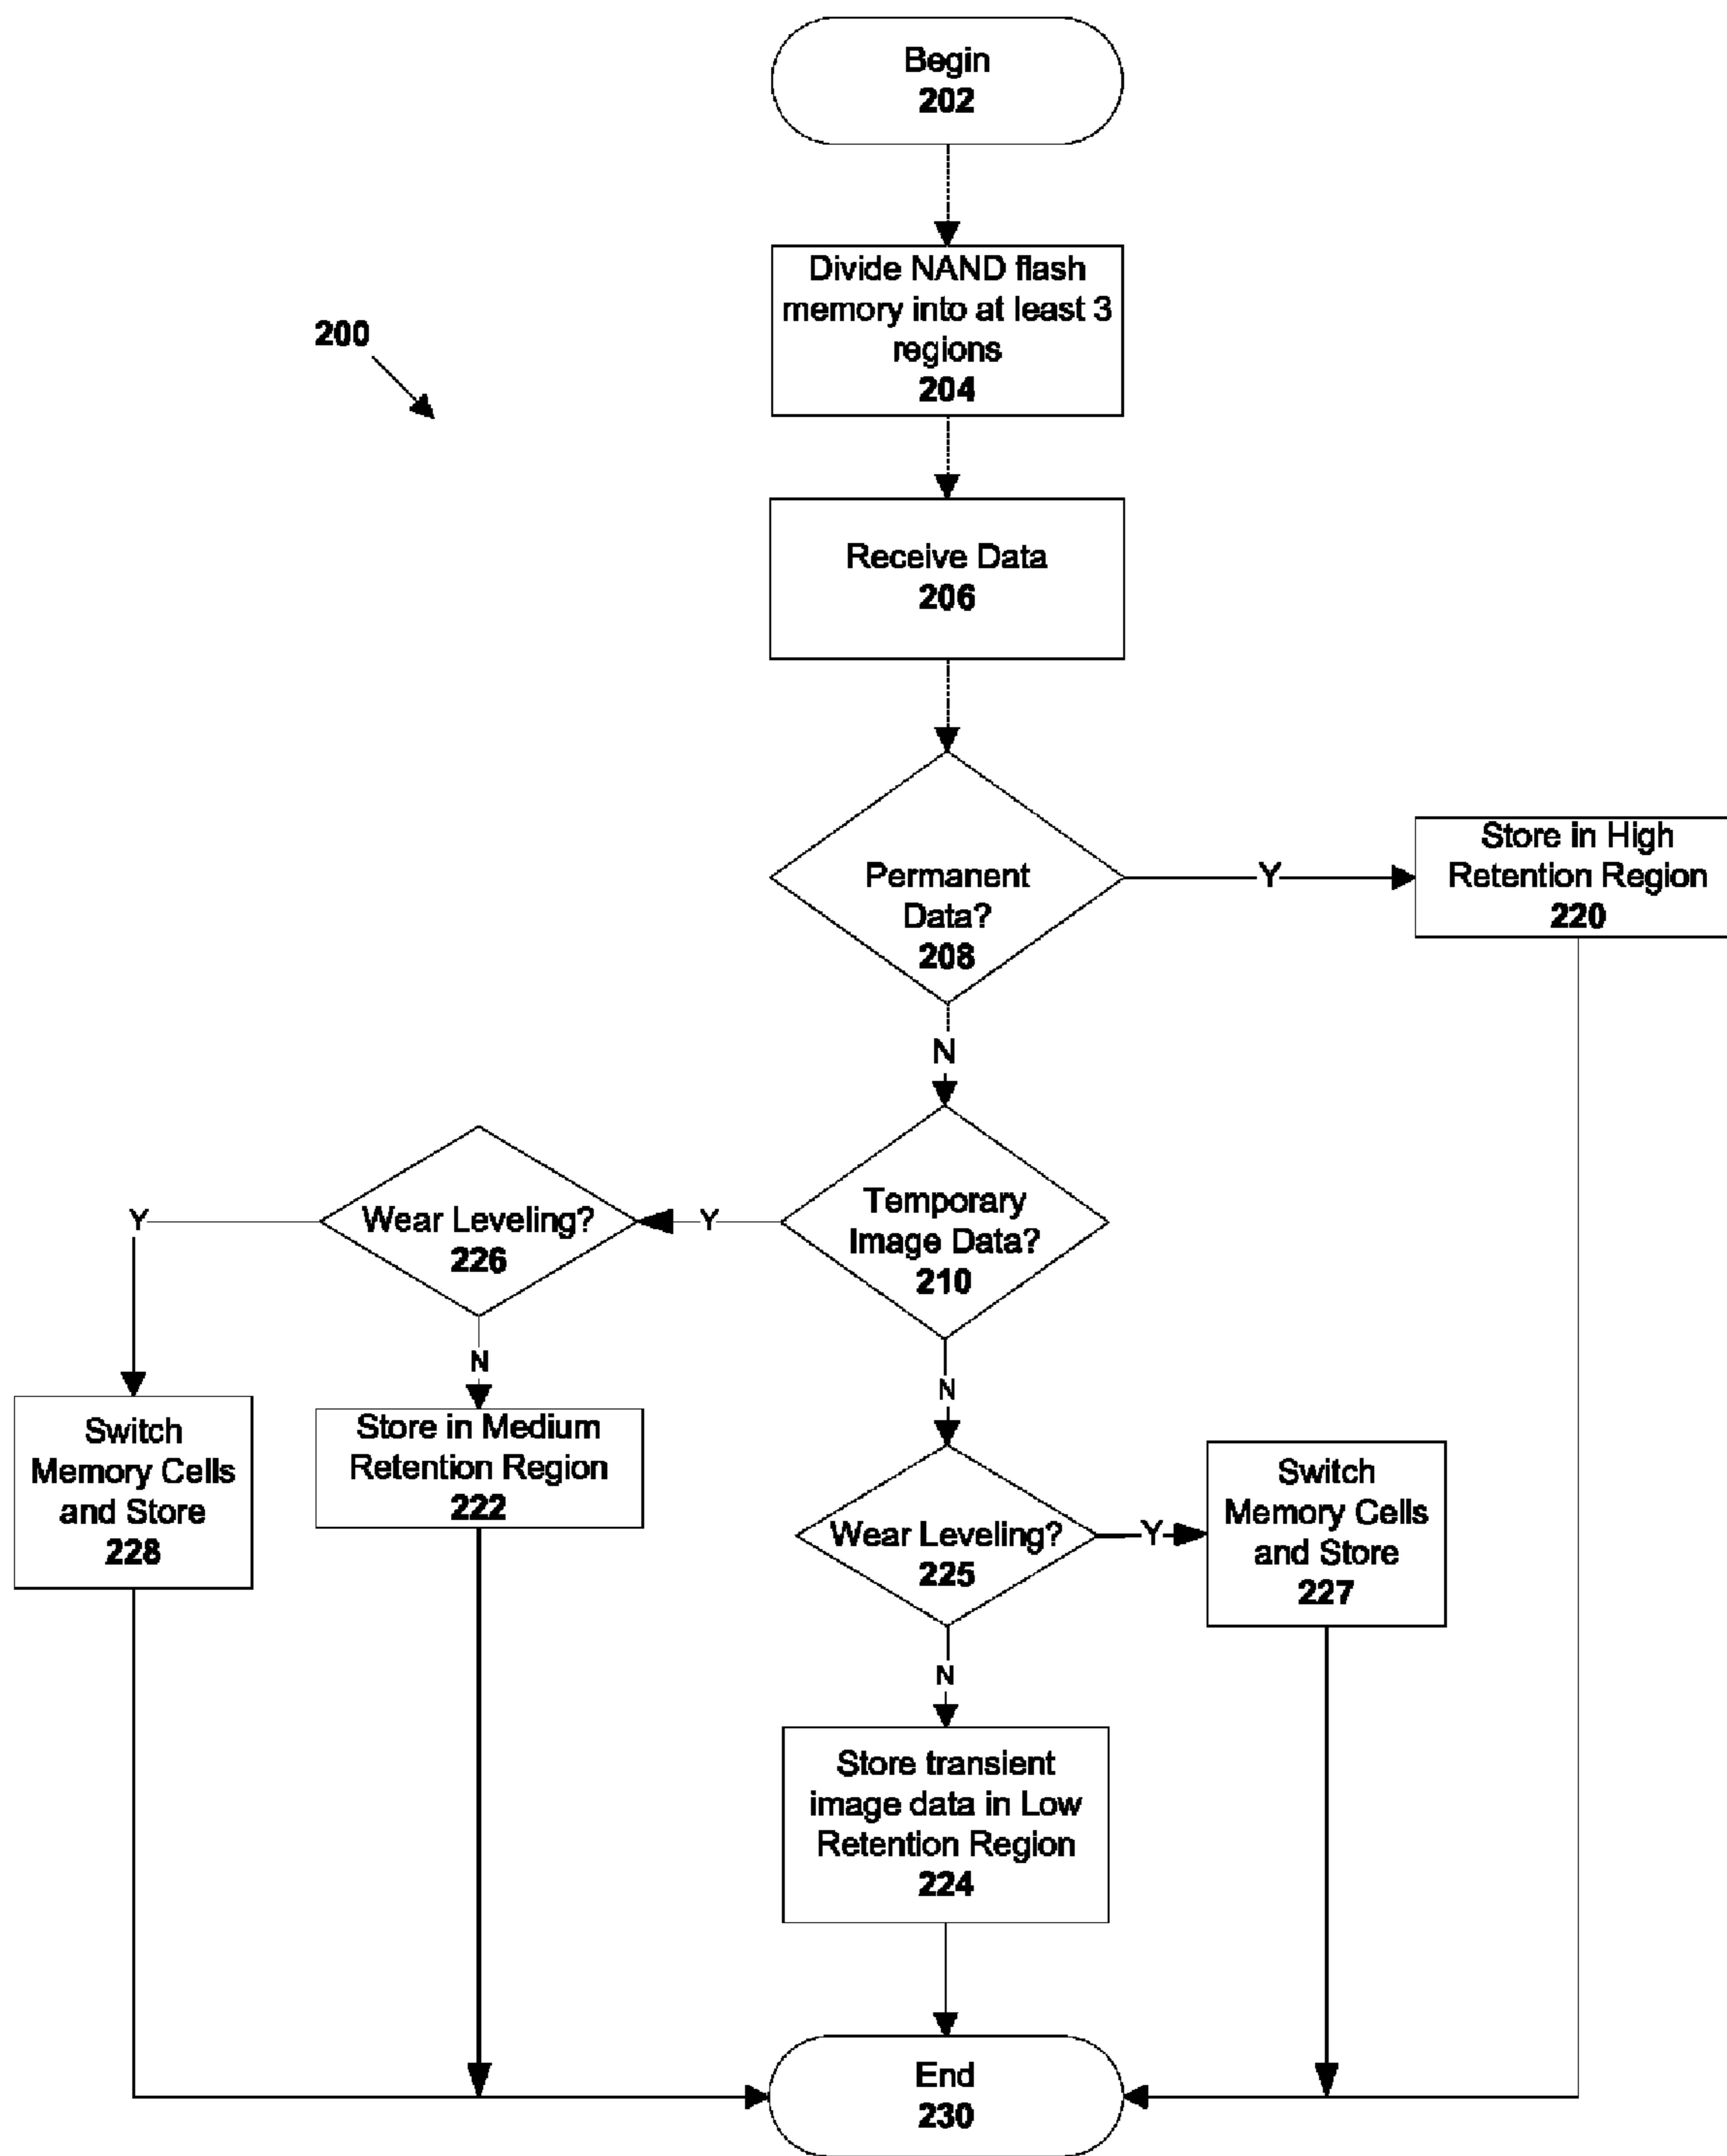 Begin
202
Divide NAND flash
memory into at least 3
regions
204
200
Receive Data
206
Permanent
Data?
208
Y
Store in High
Retention Region
220
N
Temporary
Image Data?
210
Y
Wear Leveling?
226
Y
N
Switch
Memory Cells
and Store
228
Store in Medium
Retention Region
222
N
Wear Leveling?
225
Y
Switch
Memory Cells
and Store
227
N
Store transient
image data in Low
Retention Region
224
End
230